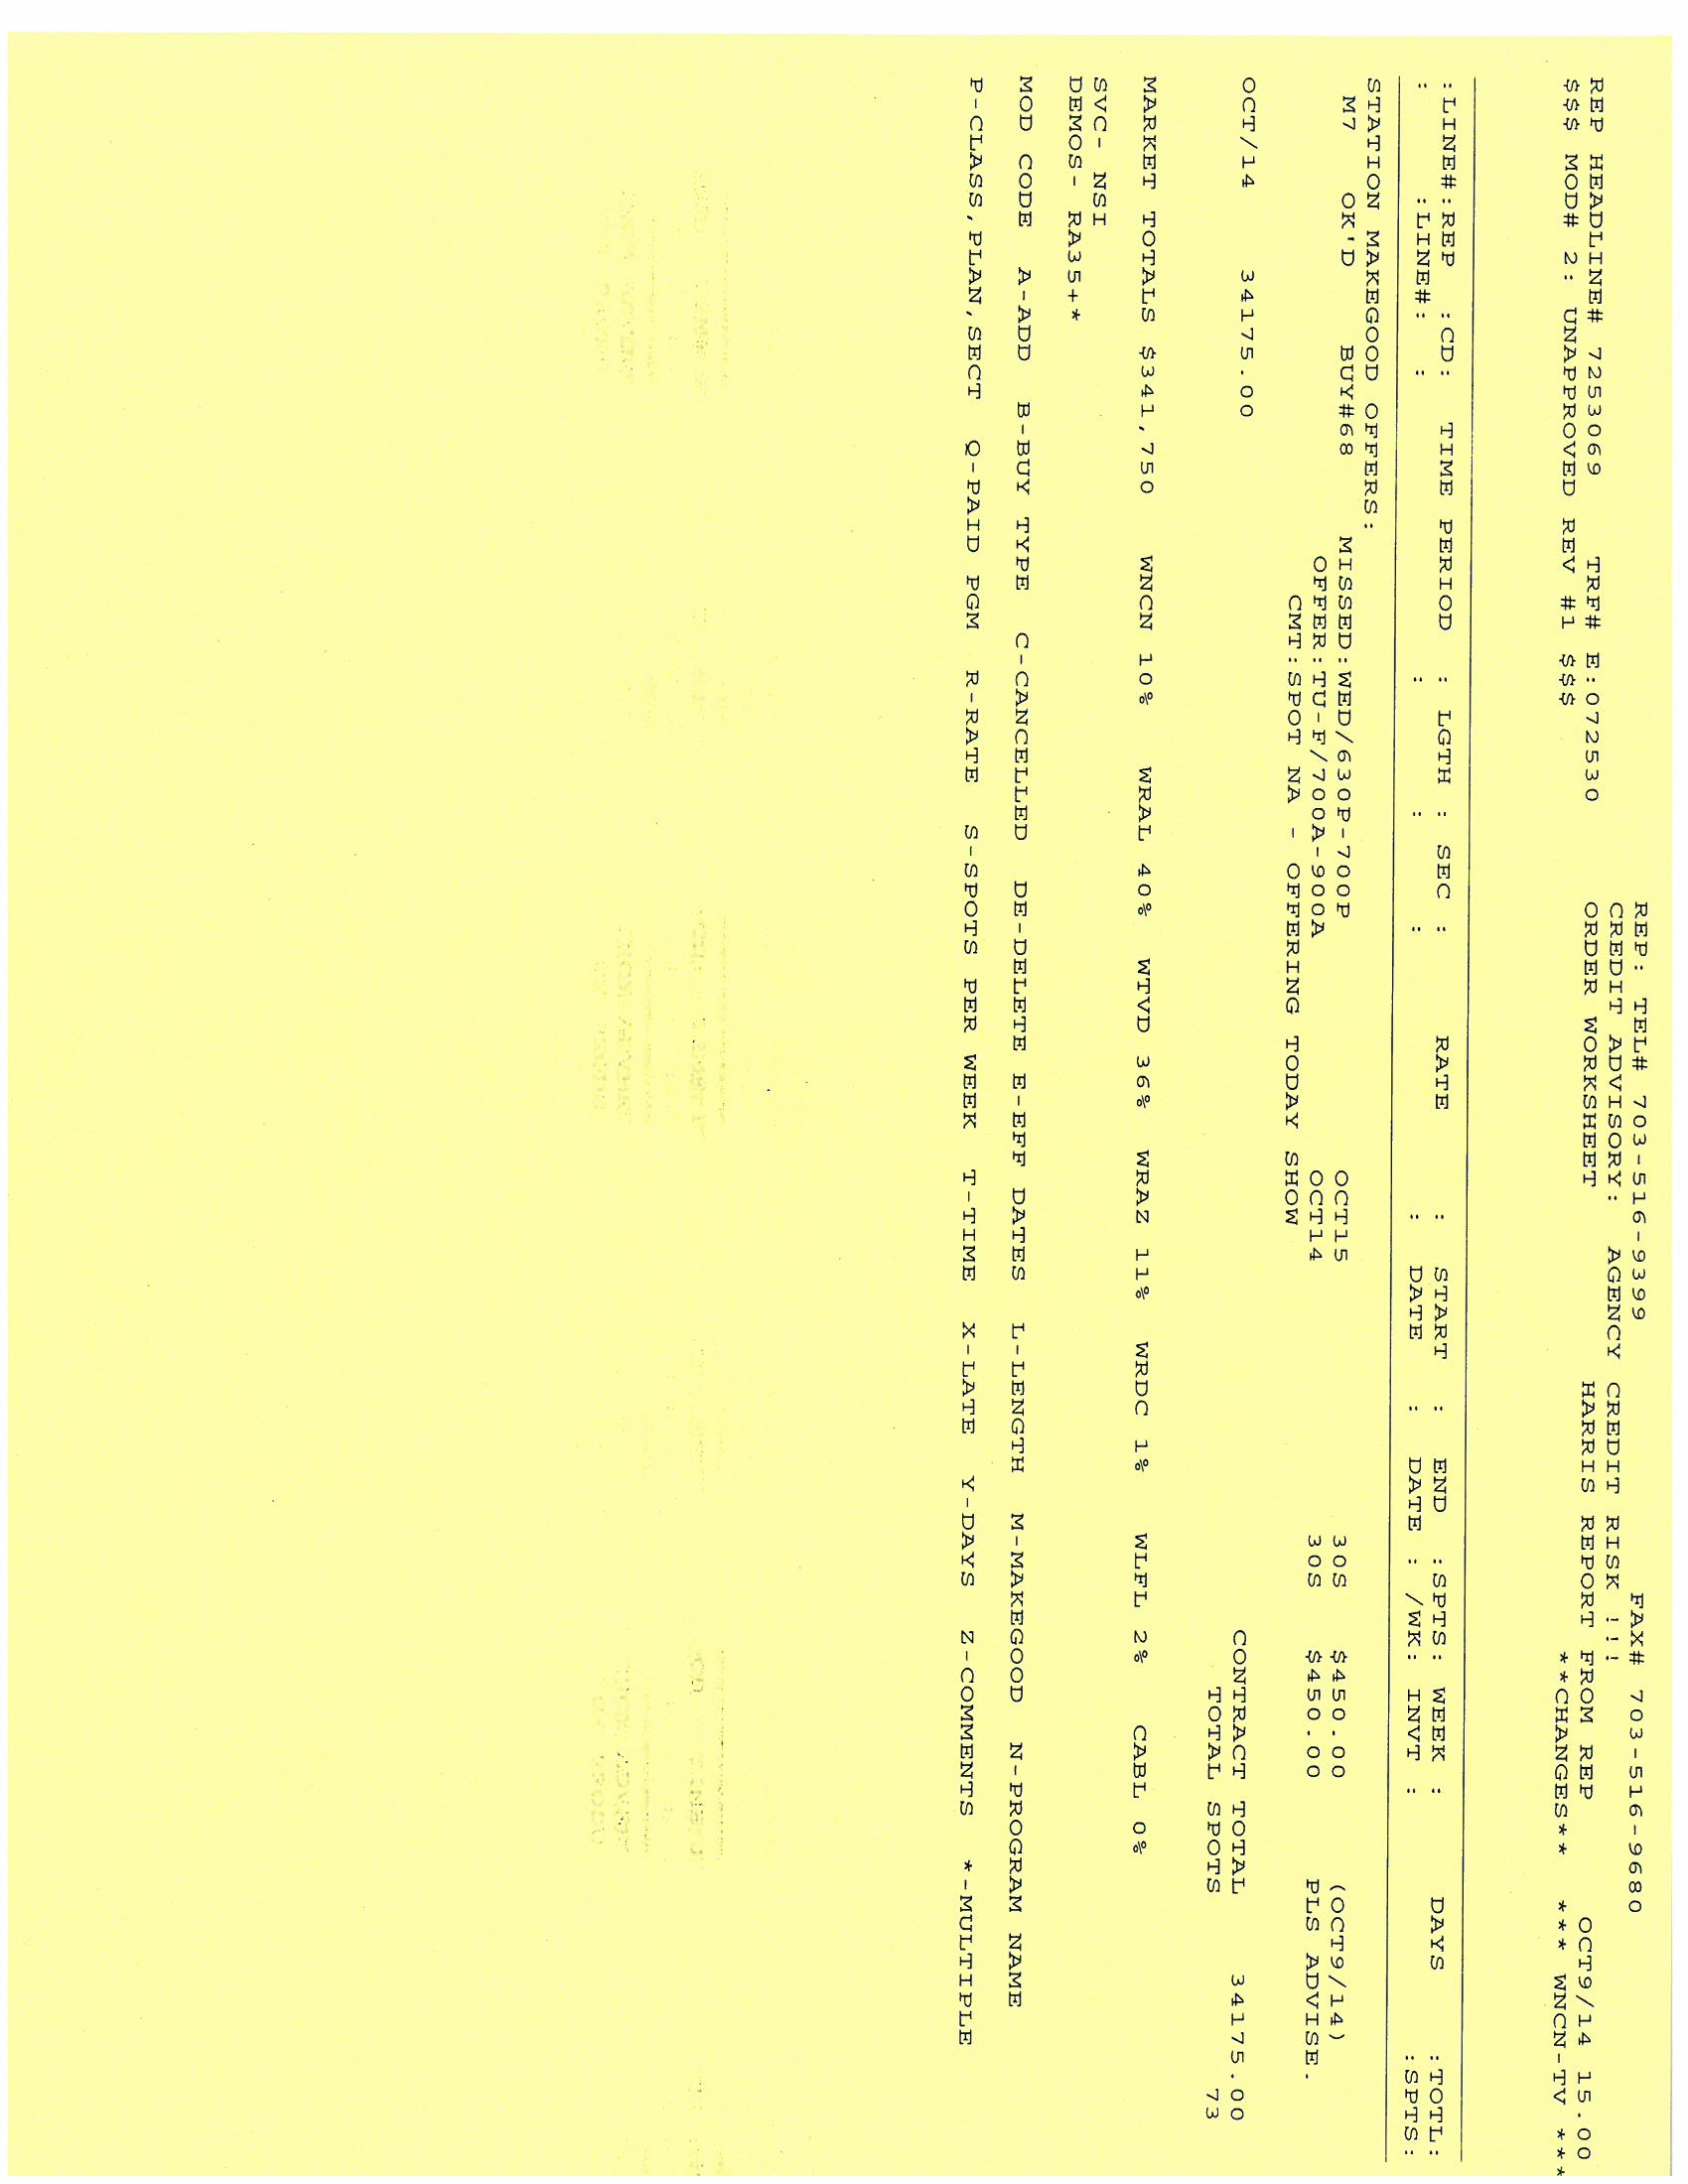 REP: TEL# 703-516-9399 FAX# 703-516-9680
CREDIT ADVISORY: AGENCY CREDIT RISK !!!
REP HEADLINE# 7253069 TRF# E:072530 ORDER WORKSHEET HARRIS REPORT FROM REP OCT9/14 15.00
$$$ MOD# 2: UNAPPROVED REV #1 $$$ **CHANGES** *** WNCN-TV ***
:LINE#:REP :CD: TIME PERIOD : LGTH : SEC : RATE : START : END :SPTS: WEEK : DAYS :TOTL:
: :LINE#: : : : : : DATE : DATE : /WK: INVT : :SPTS:
STATION MAKEGOOD OFFERS:
M7 OK'D BUY#68 MISSED:WED/630P-700P OCT15 30S $450.00 (OCT9/14)
OFFER:TU-F/700A-900A OCT14 30S $450.00 PLS ADVISE.
CMT:SPOT NA - OFFERING TODAY SHOW
OCT/14 34175.00 CONTRACT TOTAL 34175.00
TOTAL SPOTS 73
MARKET TOTALS $341,750 WNCN 10% WRAL 40% WTVD 36% WRAZ 11% WRDC 1% WLFL 2% CABL 0%
SVC- NSI
DEMOS- RA35+*
MOD CODE A-ADD B-BUY TYPE C-CANCELLED DE-DELETE E-EFF DATES L-LENGTH M-MAKEGOOD N-PROGRAM NAME
P-CLASS,PLAN,SECT Q-PAID PGM R-RATE S-SPOTS PER WEEK T-TIME X-LATE Y-DAYS Z-COMMENTS *-MULTIPLE